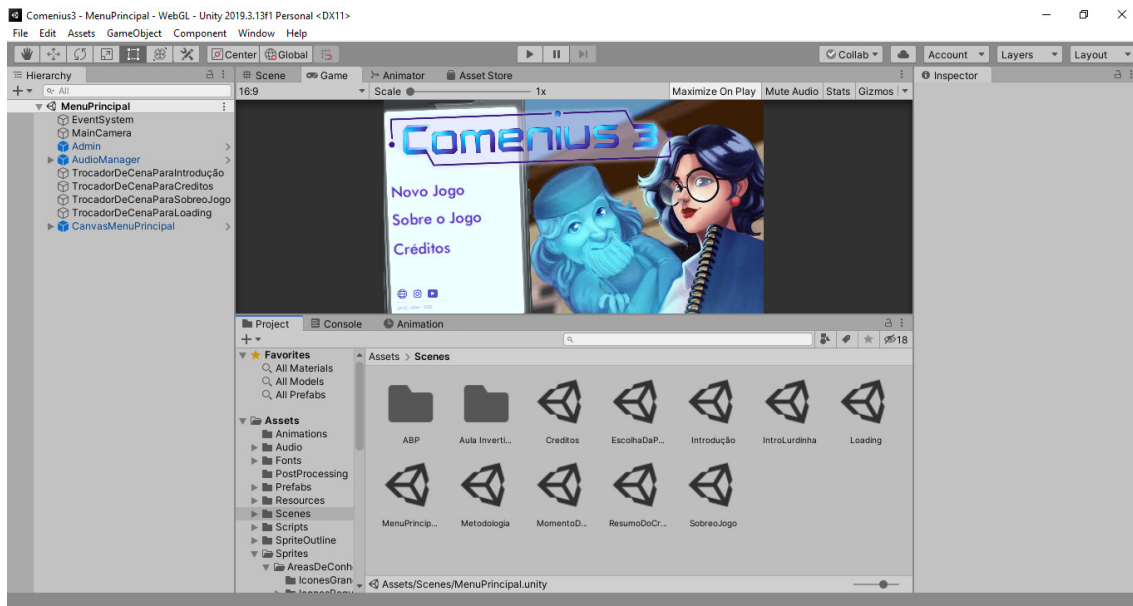 Comenius3 - MenuPrincipal - WebGL - Unity 2019.3.13f1 Personal <DX11>
File Edit Assets GameObject Component Window Help
Center Global Collab Account Layers Layout
Hierarchy
All
MenuPrincipal
EventSystem
MainCamera
Admin
AudioManager
TrocadorDeCenaParaIntrodução
TrocadorDeCenaParaCreditos
TrocadorDeCenaParaSobreoJogo
TrocadorDeCenaParaLoading
CanvasMenuPrincipal
Scene Game Animator Asset Store
16:9 Scale 1x Maximize On Play Mute Audio Stats Gizmos
Comenius 3
Novo Jogo
Sobre o Jogo
Créditos
Inspector
Project Console Animation
18
Favorites
All Materials
All Models
All Prefabs
Assets
Animations
Audio
Fonts
PostProcessing
Prefabs
Resources
Scenes
Scripts
SpriteOutline
Sprites
AreasDeConh
IconesGran
Assets > Scenes
ABP Aula Inverti... Creditos EscolhaDaP... Introdução IntroLurdinha Loading
MenuPrincip... Metodologia MomentoD... ResumoDoCr... SobreoJogo
Assets/Scenes/MenuPrincipal.unity